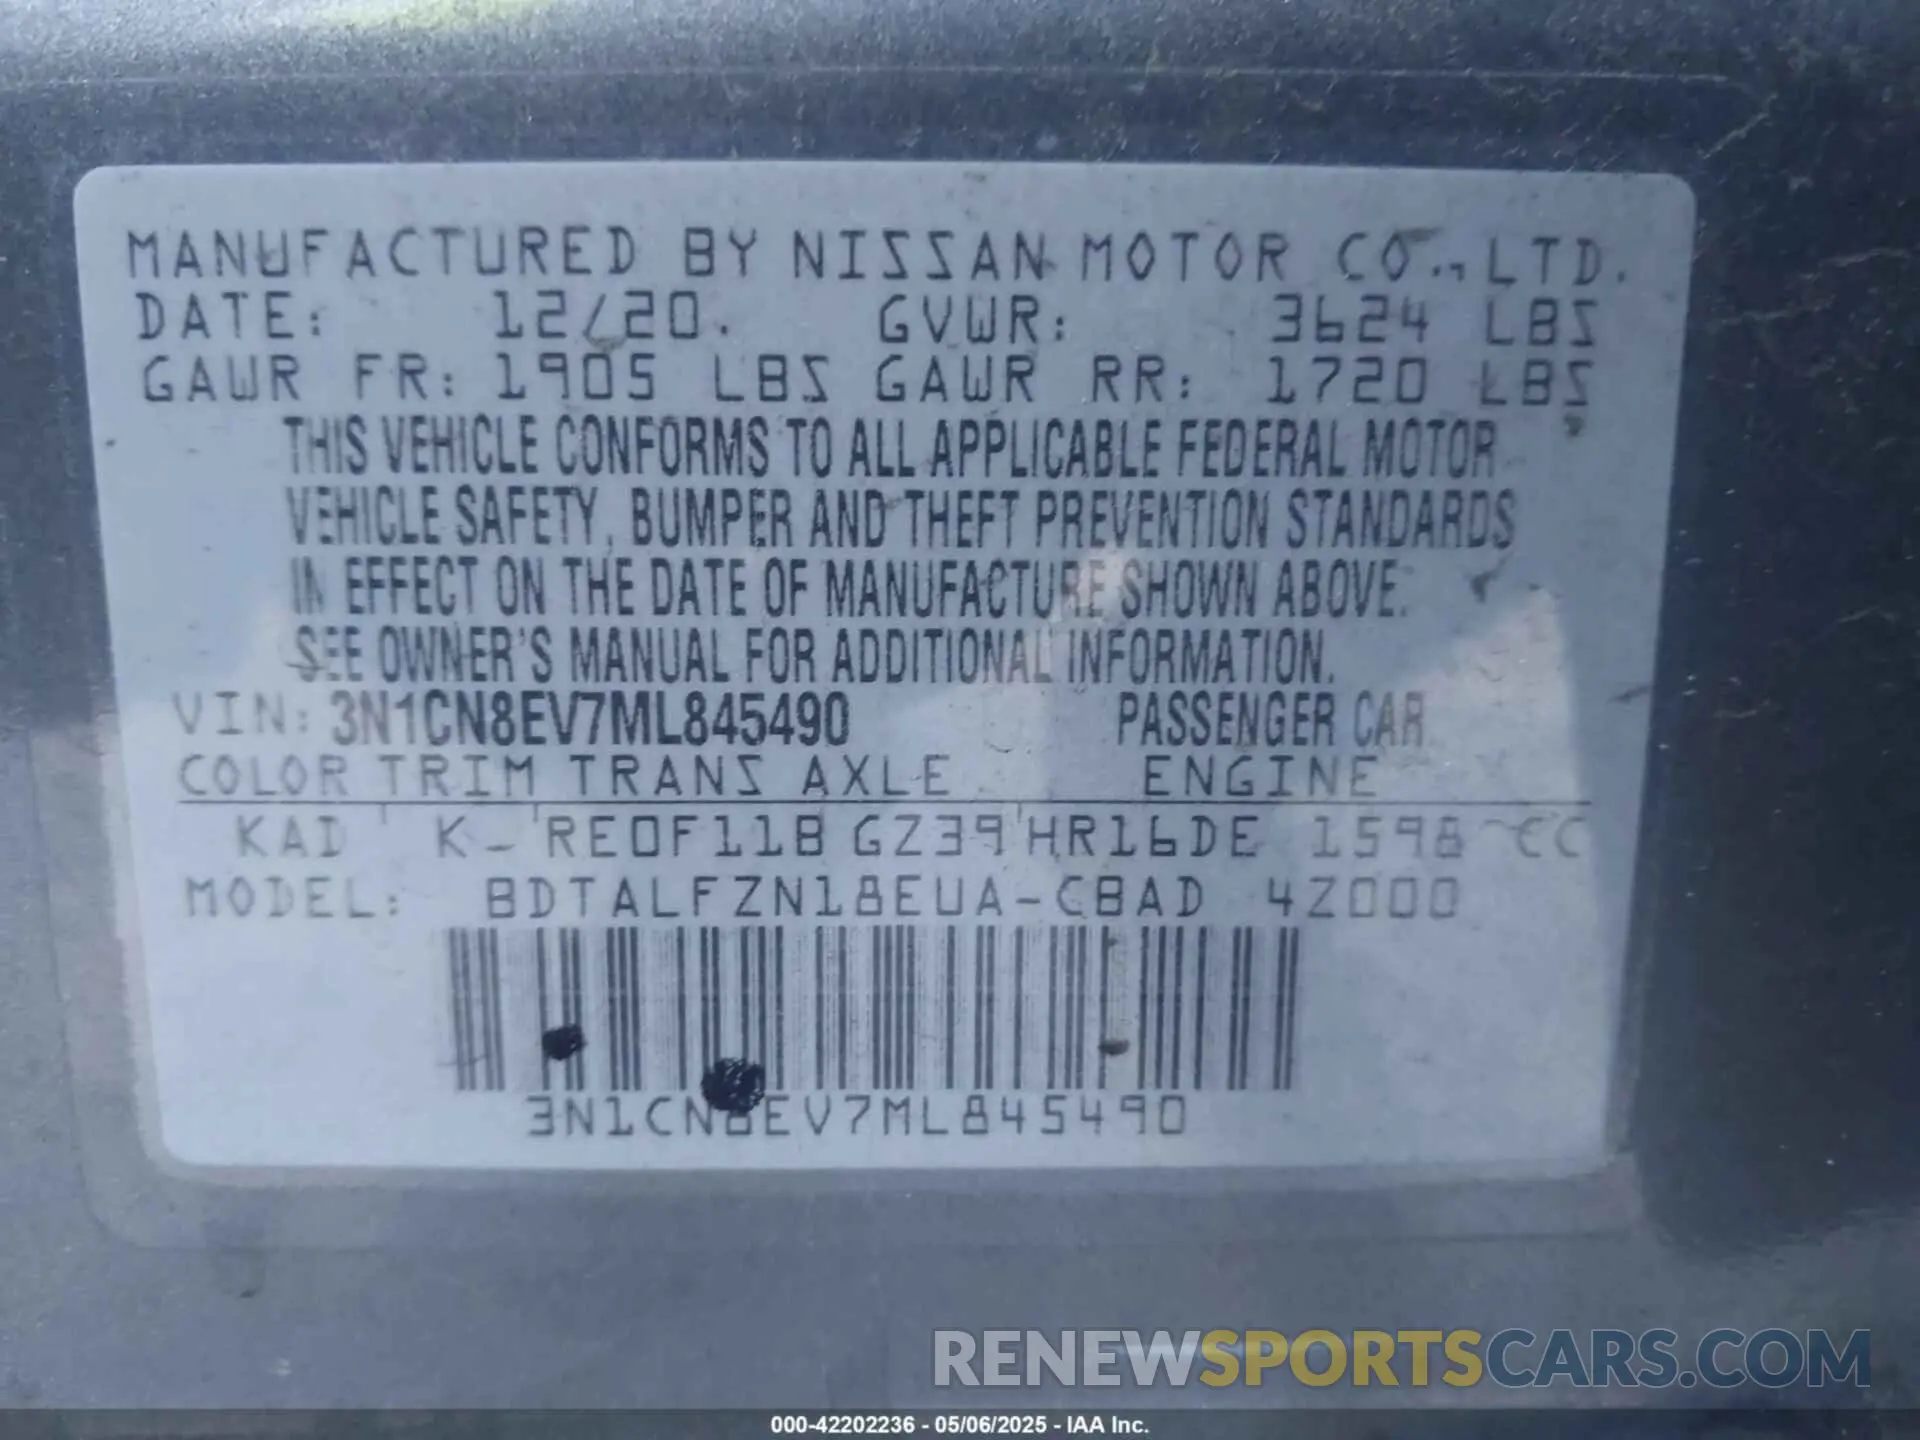 MANUFACTURED BY NISSAN MOTOR CO., LTD.
DATE: 12/20. GVWR: 3624 LBS
GAWR FR: 1905 LBS GAWR RR: 1720 LBS
THIS VEHICLE CONFORMS TO ALL APPLICABLE FEDERAL MOTOR
VEHICLE SAFETY, BUMPER AND THEFT PREVENTION STANDARDS
IN EFFECT ON THE DATE OF MANUFACTURE SHOWN ABOVE.
SEE OWNER'S MANUAL FOR ADDITIONAL INFORMATION.
VIN: 3N1CN8EV7ML845490 PASSENGER CAR
COLOR TRIM TRANS AXLE ENGINE
KAD K- RE0F11B GZ39 HR16DE 1598 CC
MODEL: BDTALFZN18EUA-CBAD 4Z000
3N1CN8EV7ML845490
RENEWSPORTSCARS.COM
000-42202236 - 05/06/2025 - IAA Inc.